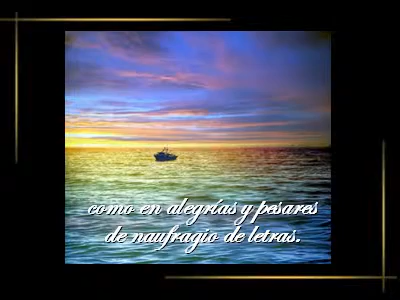 como en alegrías y pesares
de naufragio de letras.